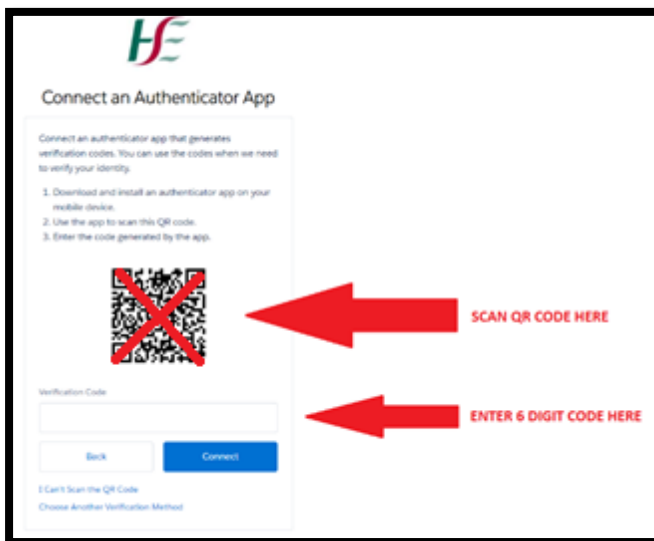 HSE
Connect an Authenticator App
Connect an authenticator app that generates
verification codes. You can use the codes when we need
to verify your identity.
1. Download and install an authenticator app on your
mobile device.
2. Use the app to scan this QR code.
3. Enter the code generated by the app.
SCAN QR CODE HERE
Verification Code
ENTER 6 DIGIT CODE HERE
Back
Connect
I Can't Scan the QR Code
Choose Another Verification Method